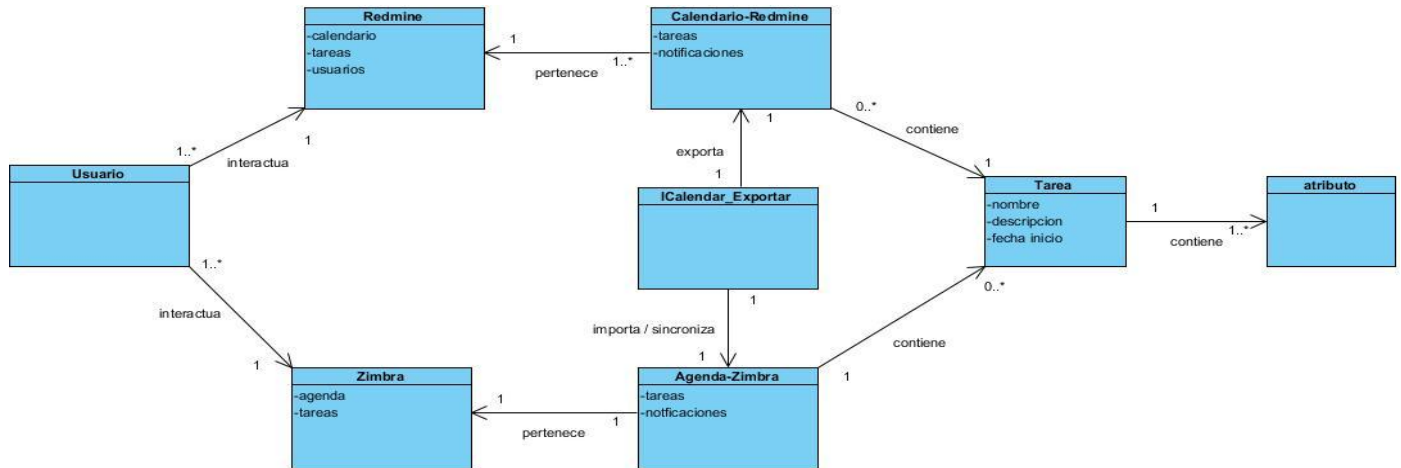 Redmine
-calendario
-tareas
-usuarios
Calendario-Redmine
-tareas
-notificaciones
1
1..*
pertenece
1..*
1
interactua
1
exporta
1
0..*
contiene
1
Usuario
ICalendar_Exportar
Tarea
-nombre
-descripcion
-fecha inicio
atributo
1
1..*
contiene
1..*
interactua
1
1
importa / sincroniza
1
0..*
contiene
1
Zimbra
-agenda
-tareas
Agenda-Zimbra
-tareas
-notficaciones
1
1
pertenece